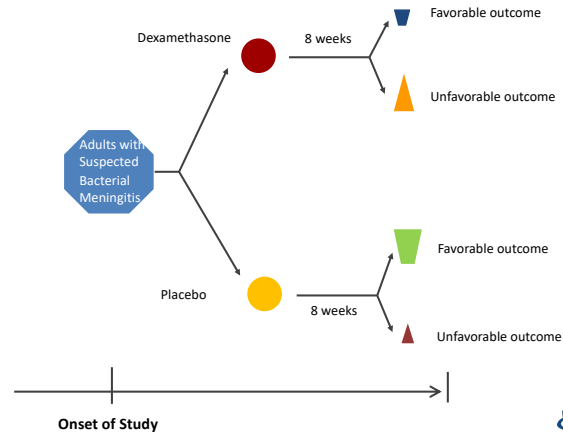 Favorable outcome
Dexamethasone
8 weeks
Unfavorable outcome
Adults with
Suspected
Bacterial
Meningitis
Favorable outcome
Placebo
8 weeks
Unfavorable outcome
Onset of Study